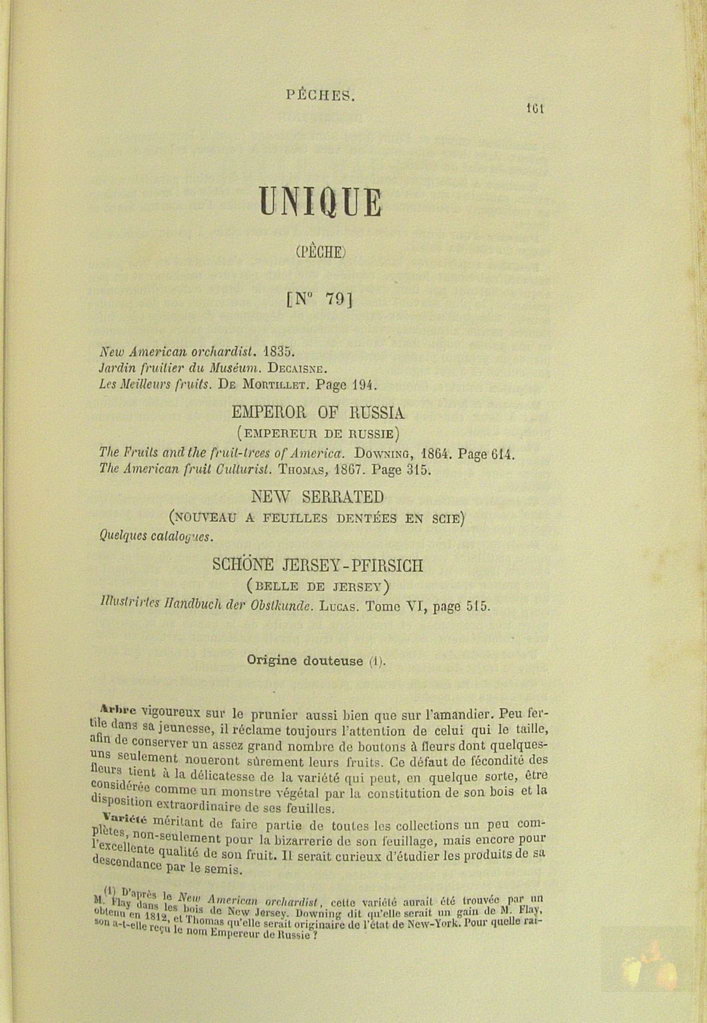 PÊCHES.
161
UNIQUE
(PÊCHE)
[N° 79]
New American orchardist. 1835.
Jardin fruitier du Muséum. DECAISNE.
Les Meilleurs fruits. DE MORTILLET. Page 194.
EMPEROR OF RUSSIA
(EMPEREUR DE RUSSIE)
The Fruits and the fruit-trees of America. DOWNING, 1864. Page 614.
The American fruit Culturist. THOMAS, 1867. Page 315.
NEW SERRATED
(NOUVEAU A FEUILLES DENTÉES EN SCIE)
Quelques catalogues.
SCHÖNE JERSEY-PFIRSICH
(BELLE DE JERSEY)
Illustrirtes Handbuch der Obstkunde. LUCAS. Tome VI, page 515.
Origine douteuse (1).
Arbre vigoureux sur le prunier aussi bien que sur l'amandier. Peu fer-
tile dans sa jeunesse, il réclame toujours l'attention de celui qui le taille,
afin de conserver un assez grand nombre de boutons à fleurs dont quelques-
uns seulement noueront sûrement leurs fruits. Ce défaut de fécondité des
fleurs tient à la délicatesse de la variété qui peut, en quelque sorte, être
considérée comme un monstre végétal par la constitution de son bois et la
disposition extraordinaire de ses feuilles.
Variété méritant de faire partie de toutes les collections un peu com-
plètes, non-seulement pour la bizarrerie de son feuillage, mais encore pour
l'excellente qualité de son fruit. Il serait curieux d'étudier les produits de sa
descendance par le semis.
(1) D'après le New American orchardist, cette variété aurait été trouvée par un
M. Flay dans les bois de New Jersey. Downing dit qu'elle serait un gain de M. Flay,
obtenu en 1812, et Thomas qu'elle serait originaire de l'état de New-York. Pour quelle rai-
son a-t-elle reçu le nom Empereur de Russie ?